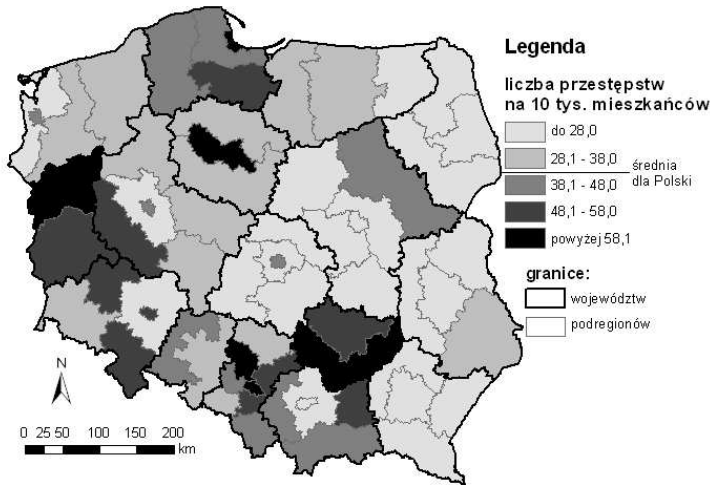 Legenda
liczba przestępstw
na 10 tys. mieszkańców
do 28,0
28,1 - 38,0
średnia
dla Polski
38,1 - 48,0
48,1 - 58,0
powyżej 58,1
granice:
województw
podregionów
N
0 25 50 100 150 200
km